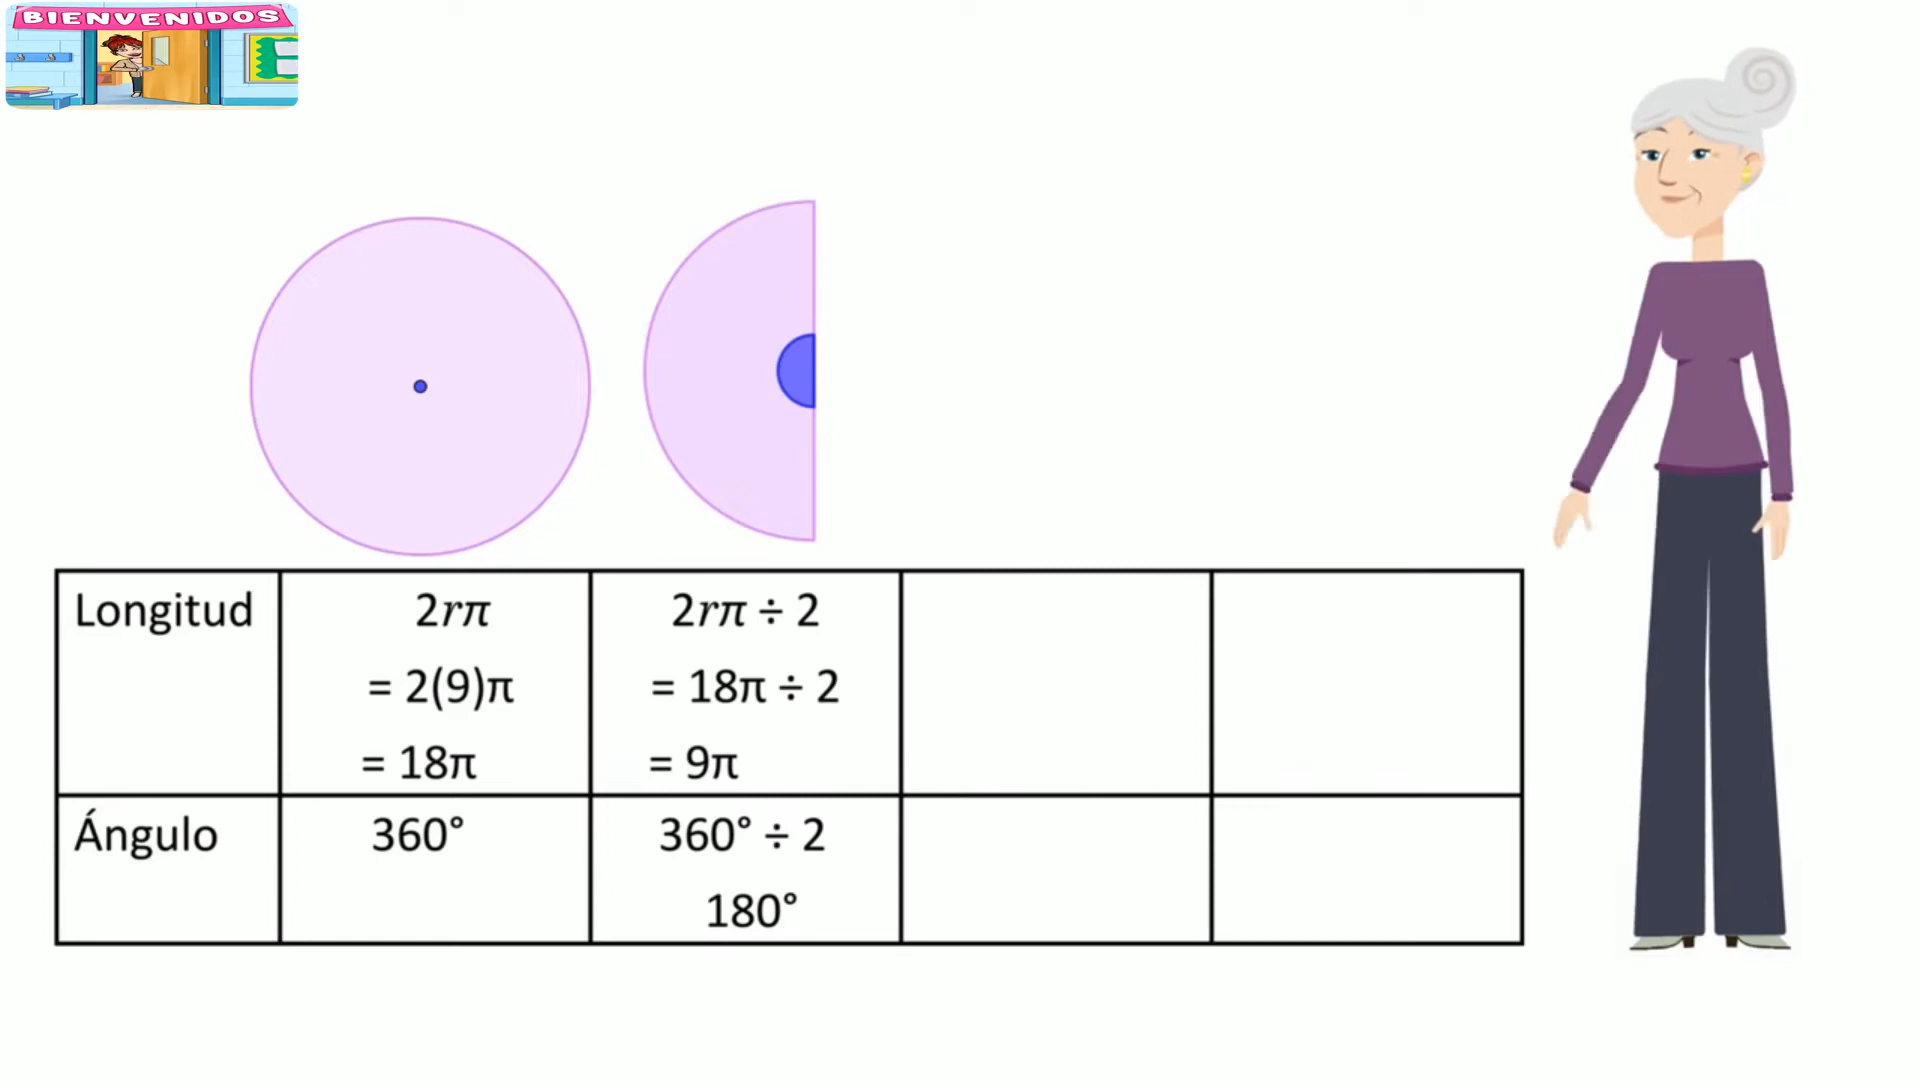 BIENVENIDOS
Longitud
2rπ
= 2(9)π
= 18π
2rπ ÷ 2
= 18π ÷ 2
= 9π
Ángulo
360°
360° ÷ 2
180°